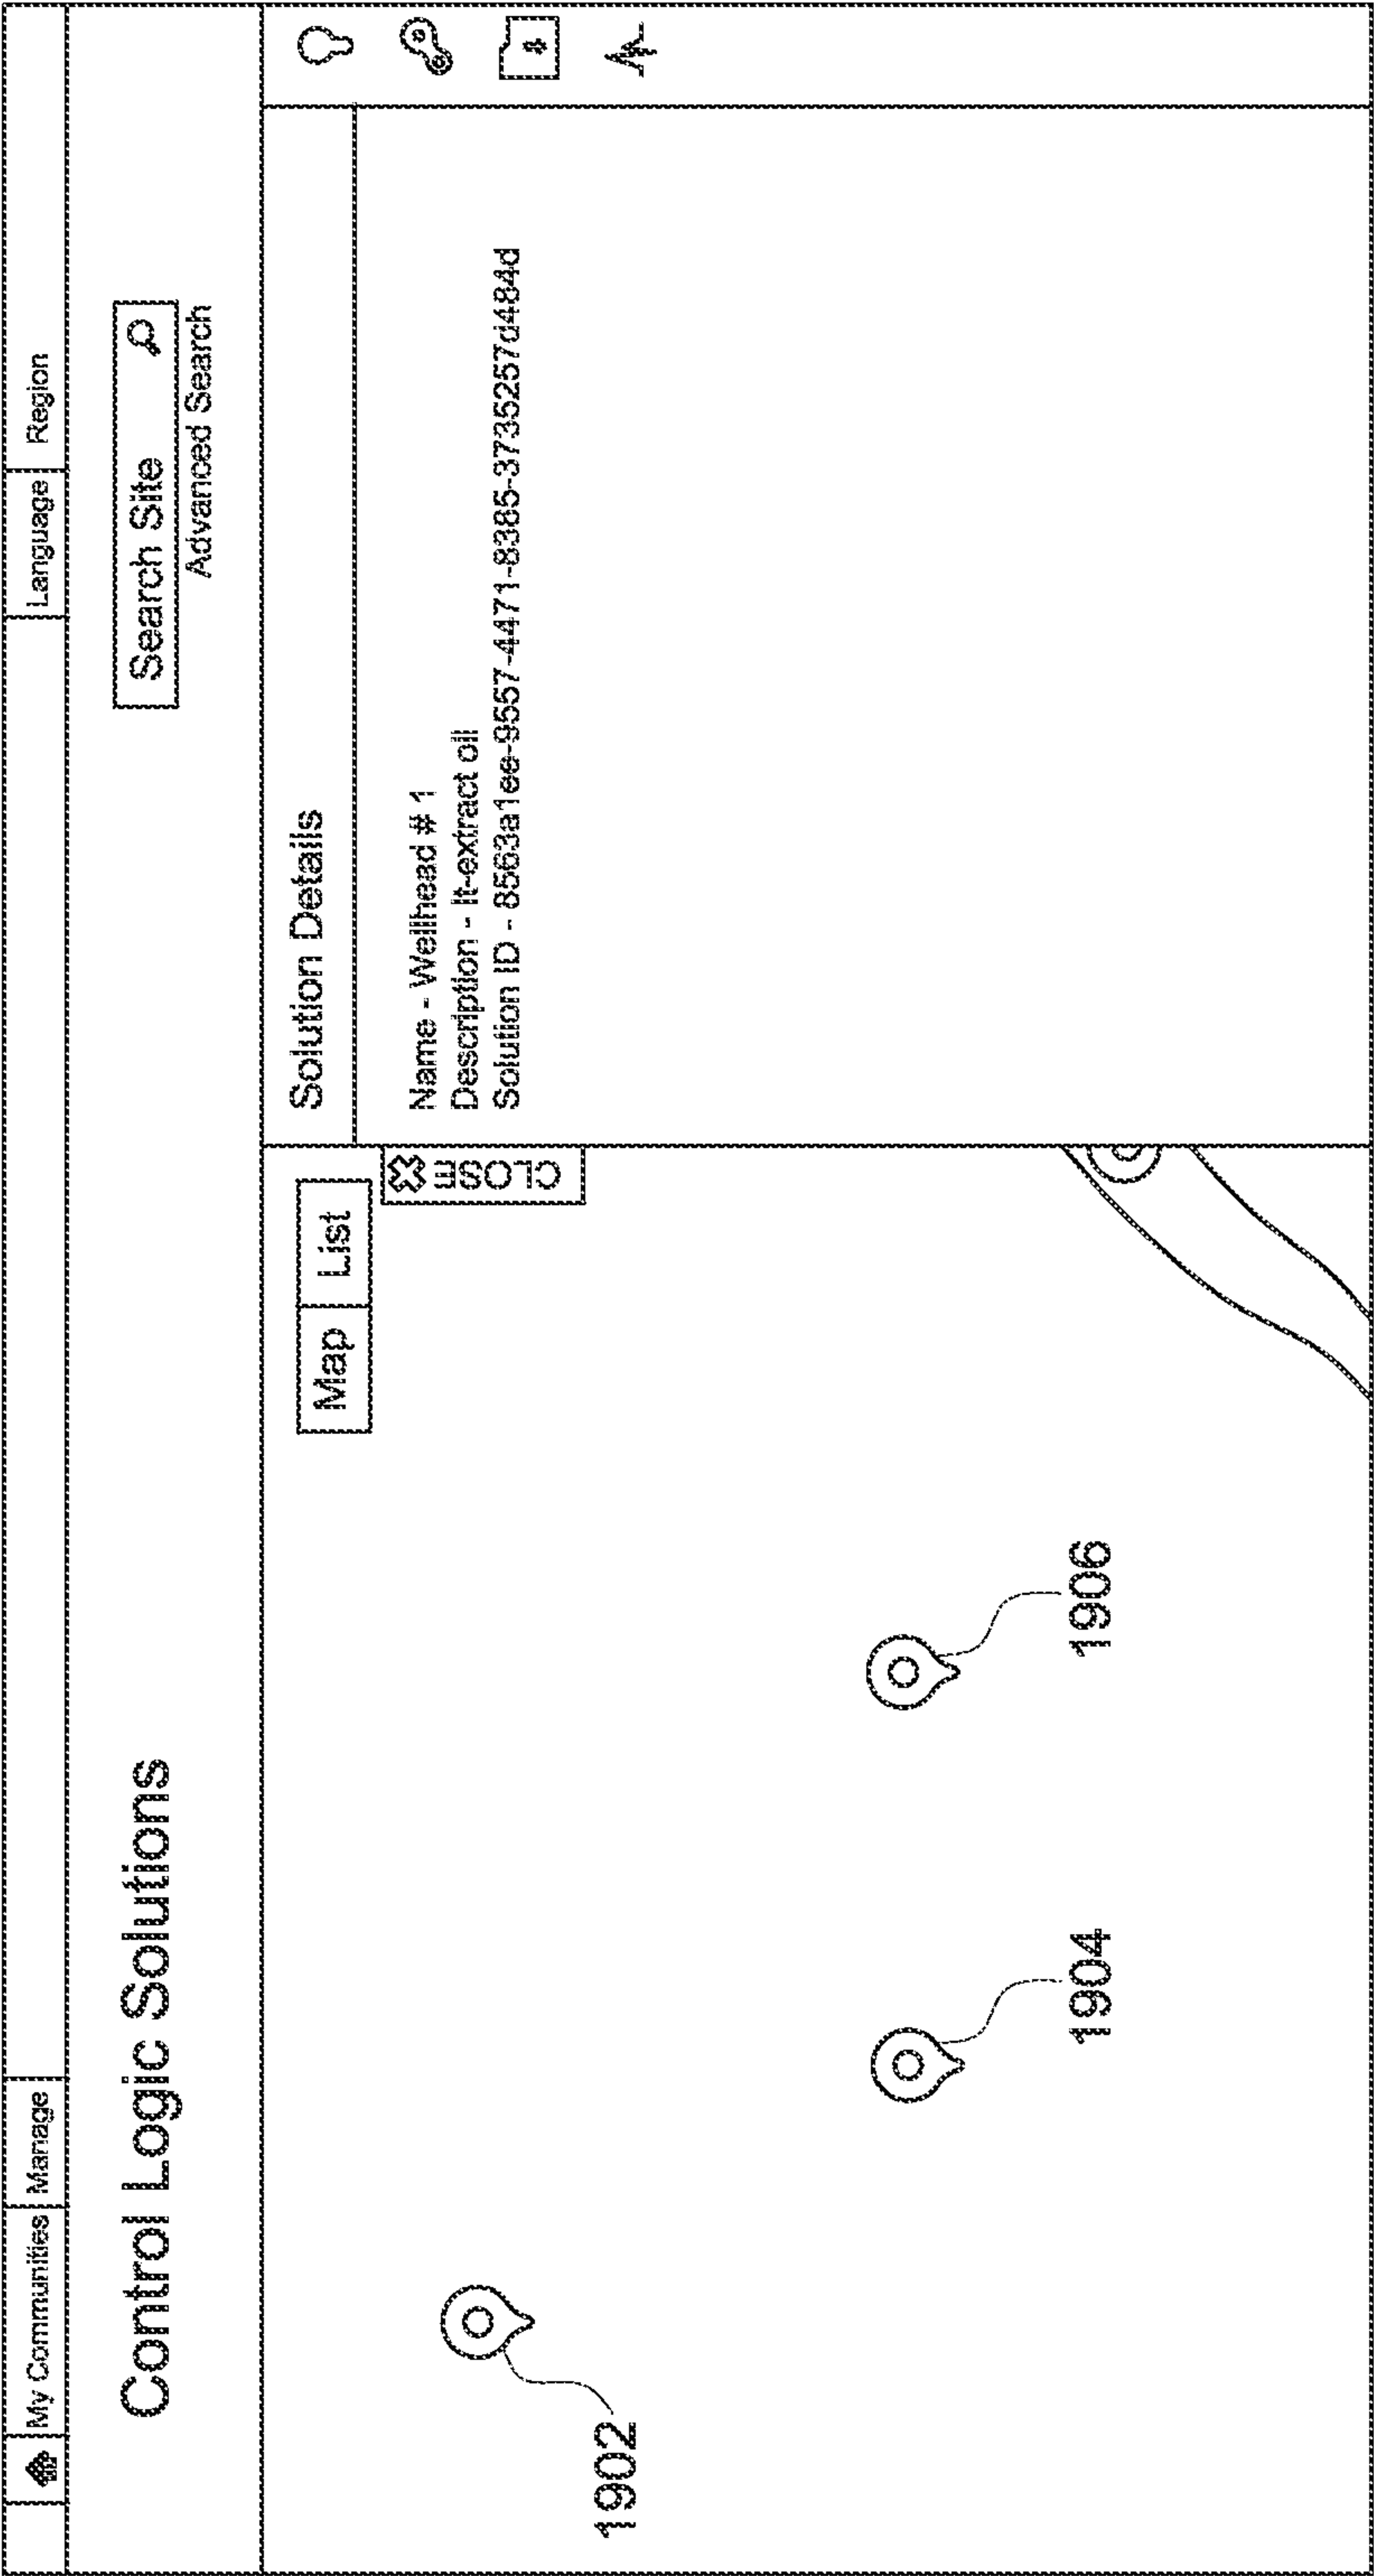 My Communities Manage Language Region
Control Logic Solutions
Search Site
Advanced Search
Map List
CLOSE
Solution Details
Name - Wellhead # 1
Description - It-extract oil
Solution ID - 8563a1ee-9557-4471-8385-3735257d484d
1902
1904
1906